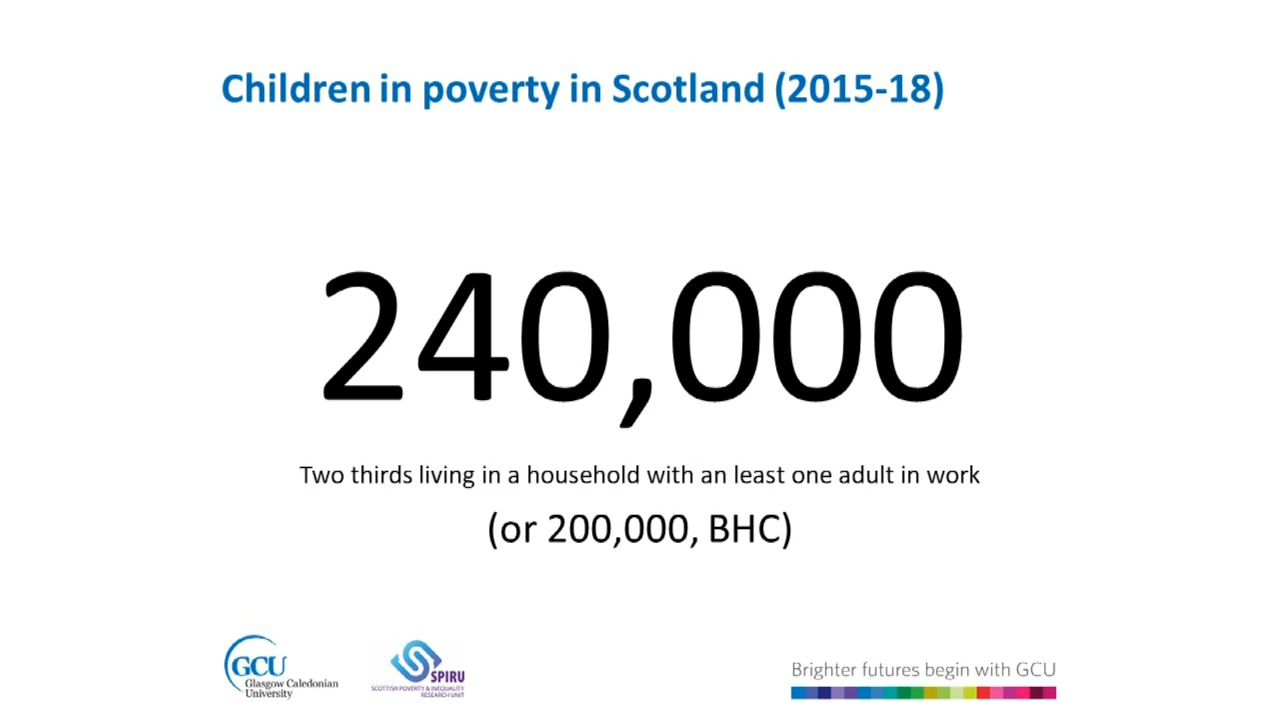 Children in poverty in Scotland (2015-18)
240,000
Two thirds living in a household with an least one adult in work
(or 200,000, BHC)
GCU
Glasgow Caledonian
University
SPIRU
SCOTTISH POVERTY & INEQUALITY
RESEARCH UNIT
Brighter futures begin with GCU